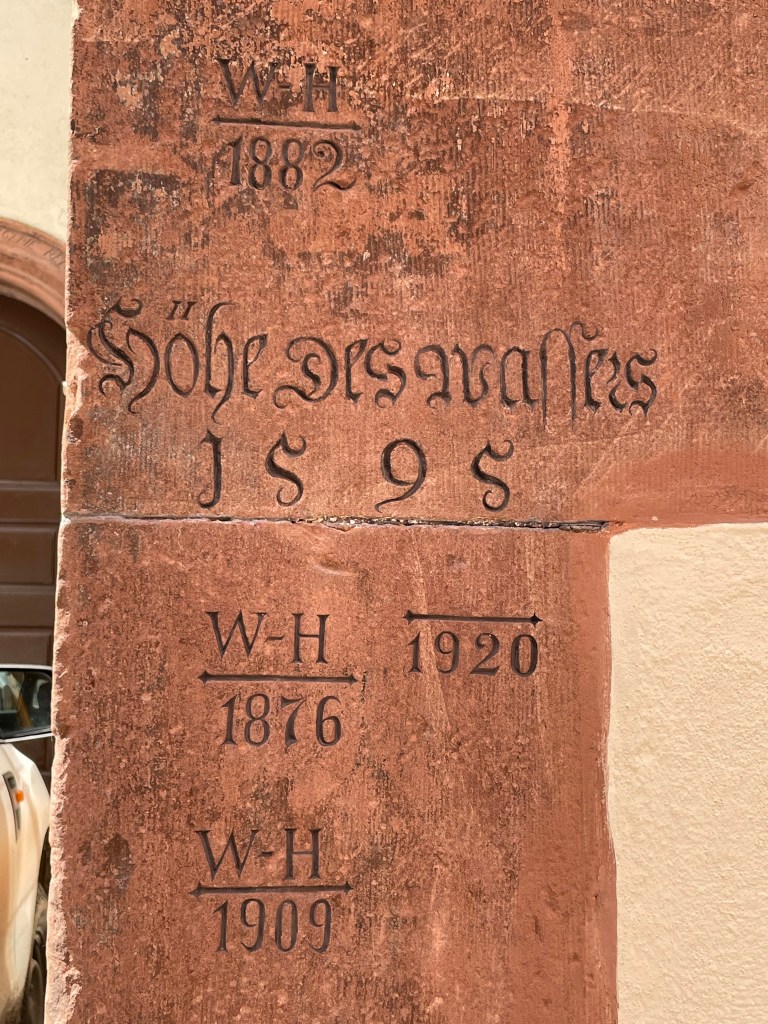 W-H
1882
Höhe Des Waſſers
1595
W-H
1876
1920
W-H
1909